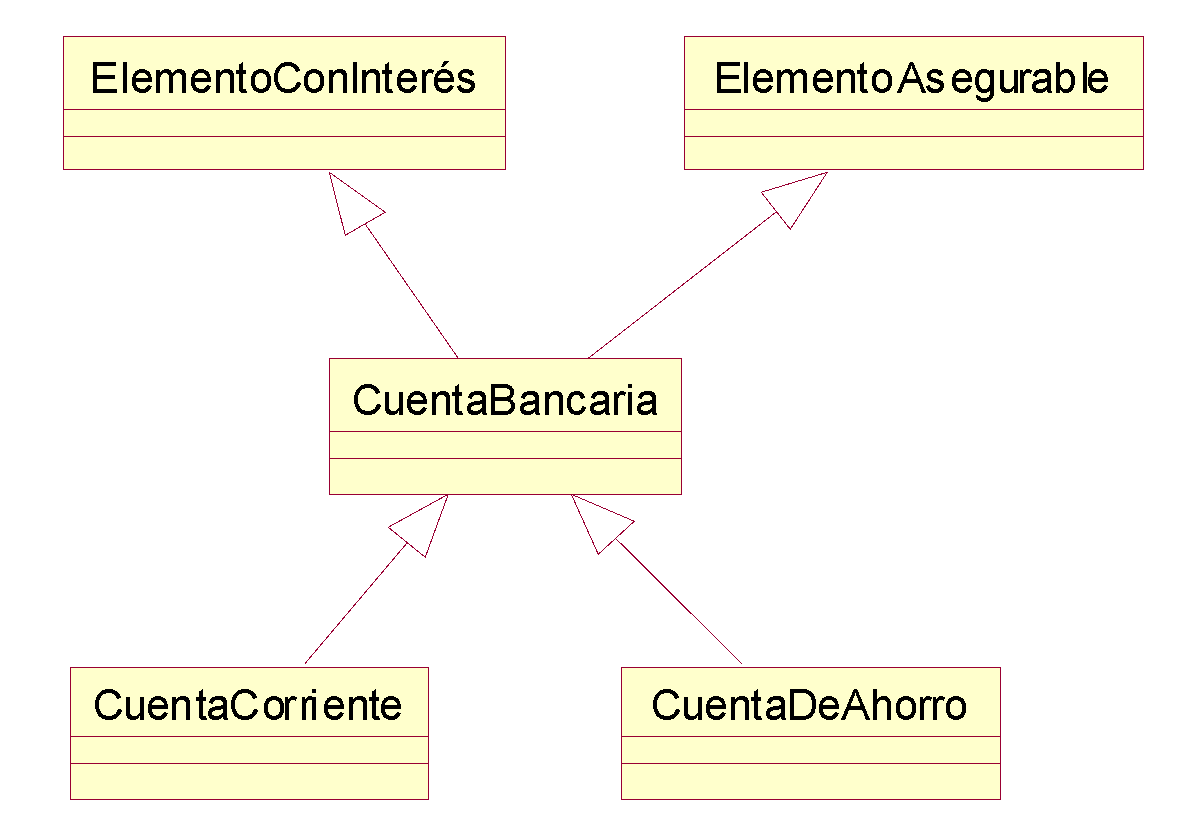 ElementoConInterés
ElementoAsegurable
CuentaBancaria
CuentaCorriente
CuentaDeAhorro